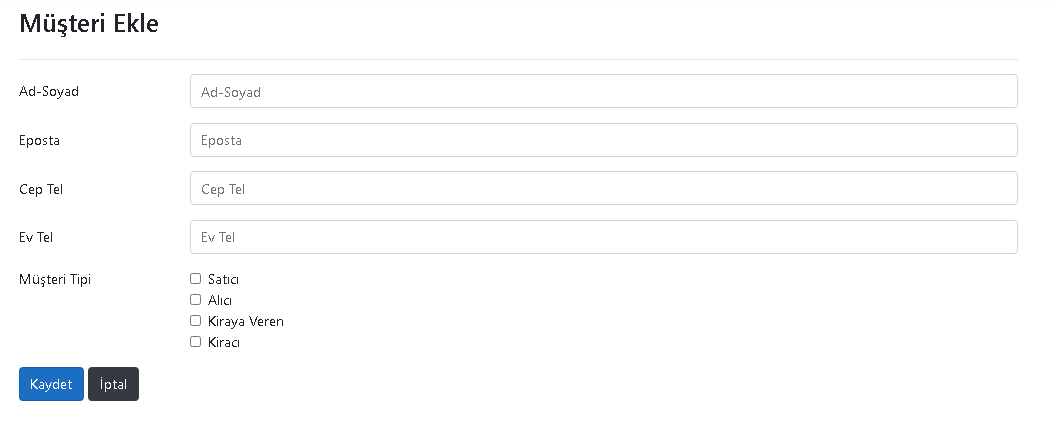 Müşteri Ekle
Ad-Soyad Ad-Soyad
Eposta Eposta
Cep Tel Cep Tel
Ev Tel Ev Tel
Müşteri Tipi Satıcı
Alıcı
Kiraya Veren
Kiracı
Kaydet İptal